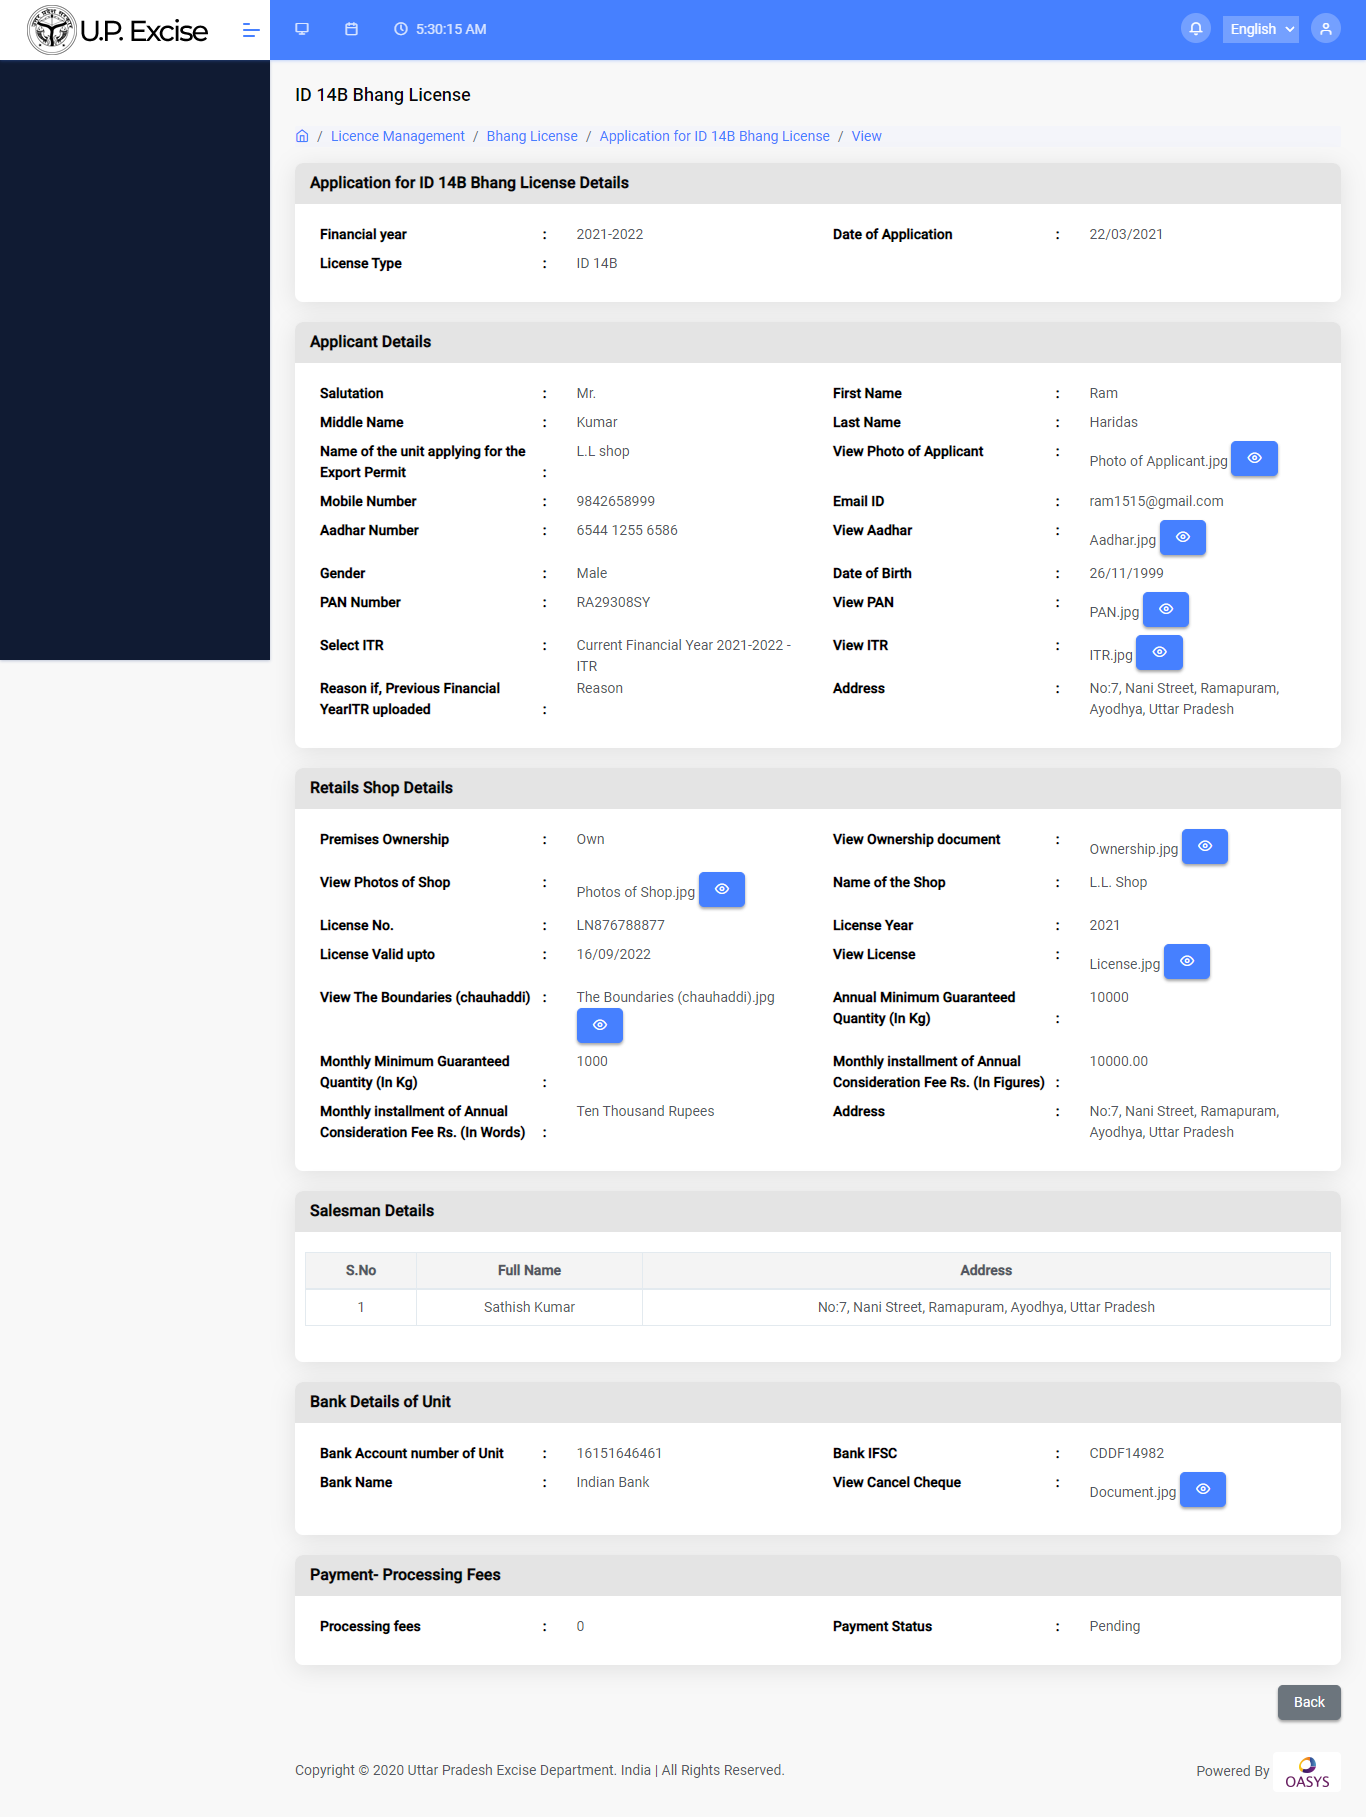 U.P. Excise
5:30:15 AM
English
ID 14B Bhang License
/ Licence Management / Bhang License / Application for ID 14B Bhang License / View
Application for ID 14B Bhang License Details
Financial year : 2021-2022 Date of Application : 22/03/2021
License Type : ID 14B
Applicant Details
Salutation : Mr. First Name : Ram
Middle Name : Kumar Last Name : Haridas
Name of the unit applying for the L.L shop View Photo of Applicant : Photo of Applicant.jpg
Export Permit :
Mobile Number : 9842658999 Email ID : ram1515@gmail.com
Aadhar Number : 6544 1255 6586 View Aadhar : Aadhar.jpg
Gender : Male Date of Birth : 26/11/1999
PAN Number : RA29308SY View PAN : PAN.jpg
Select ITR : Current Financial Year 2021-2022 - View ITR : ITR.jpg
ITR
Reason if, Previous Financial Reason Address : No:7, Nani Street, Ramapuram,
YearITR uploaded : Ayodhya, Uttar Pradesh
Retails Shop Details
Premises Ownership : Own View Ownership document : Ownership.jpg
View Photos of Shop : Photos of Shop.jpg Name of the Shop : L.L. Shop
License No. : LN876788877 License Year : 2021
License Valid upto : 16/09/2022 View License : License.jpg
View The Boundaries (chauhaddi) : The Boundaries (chauhaddi).jpg Annual Minimum Guaranteed 10000
Quantity (In Kg) :
Monthly Minimum Guaranteed 1000 Monthly installment of Annual 10000.00
Quantity (In Kg) : Consideration Fee Rs. (In Figures) :
Monthly installment of Annual Ten Thousand Rupees Address : No:7, Nani Street, Ramapuram,
Consideration Fee Rs. (In Words) : Ayodhya, Uttar Pradesh
Salesman Details
S.No Full Name Address
1 Sathish Kumar No:7, Nani Street, Ramapuram, Ayodhya, Uttar Pradesh
Bank Details of Unit
Bank Account number of Unit : 16151646461 Bank IFSC : CDDF14982
Bank Name : Indian Bank View Cancel Cheque : Document.jpg
Payment- Processing Fees
Processing fees : 0 Payment Status : Pending
Back
Copyright © 2020 Uttar Pradesh Excise Department. India | All Rights Reserved. Powered By OASYS